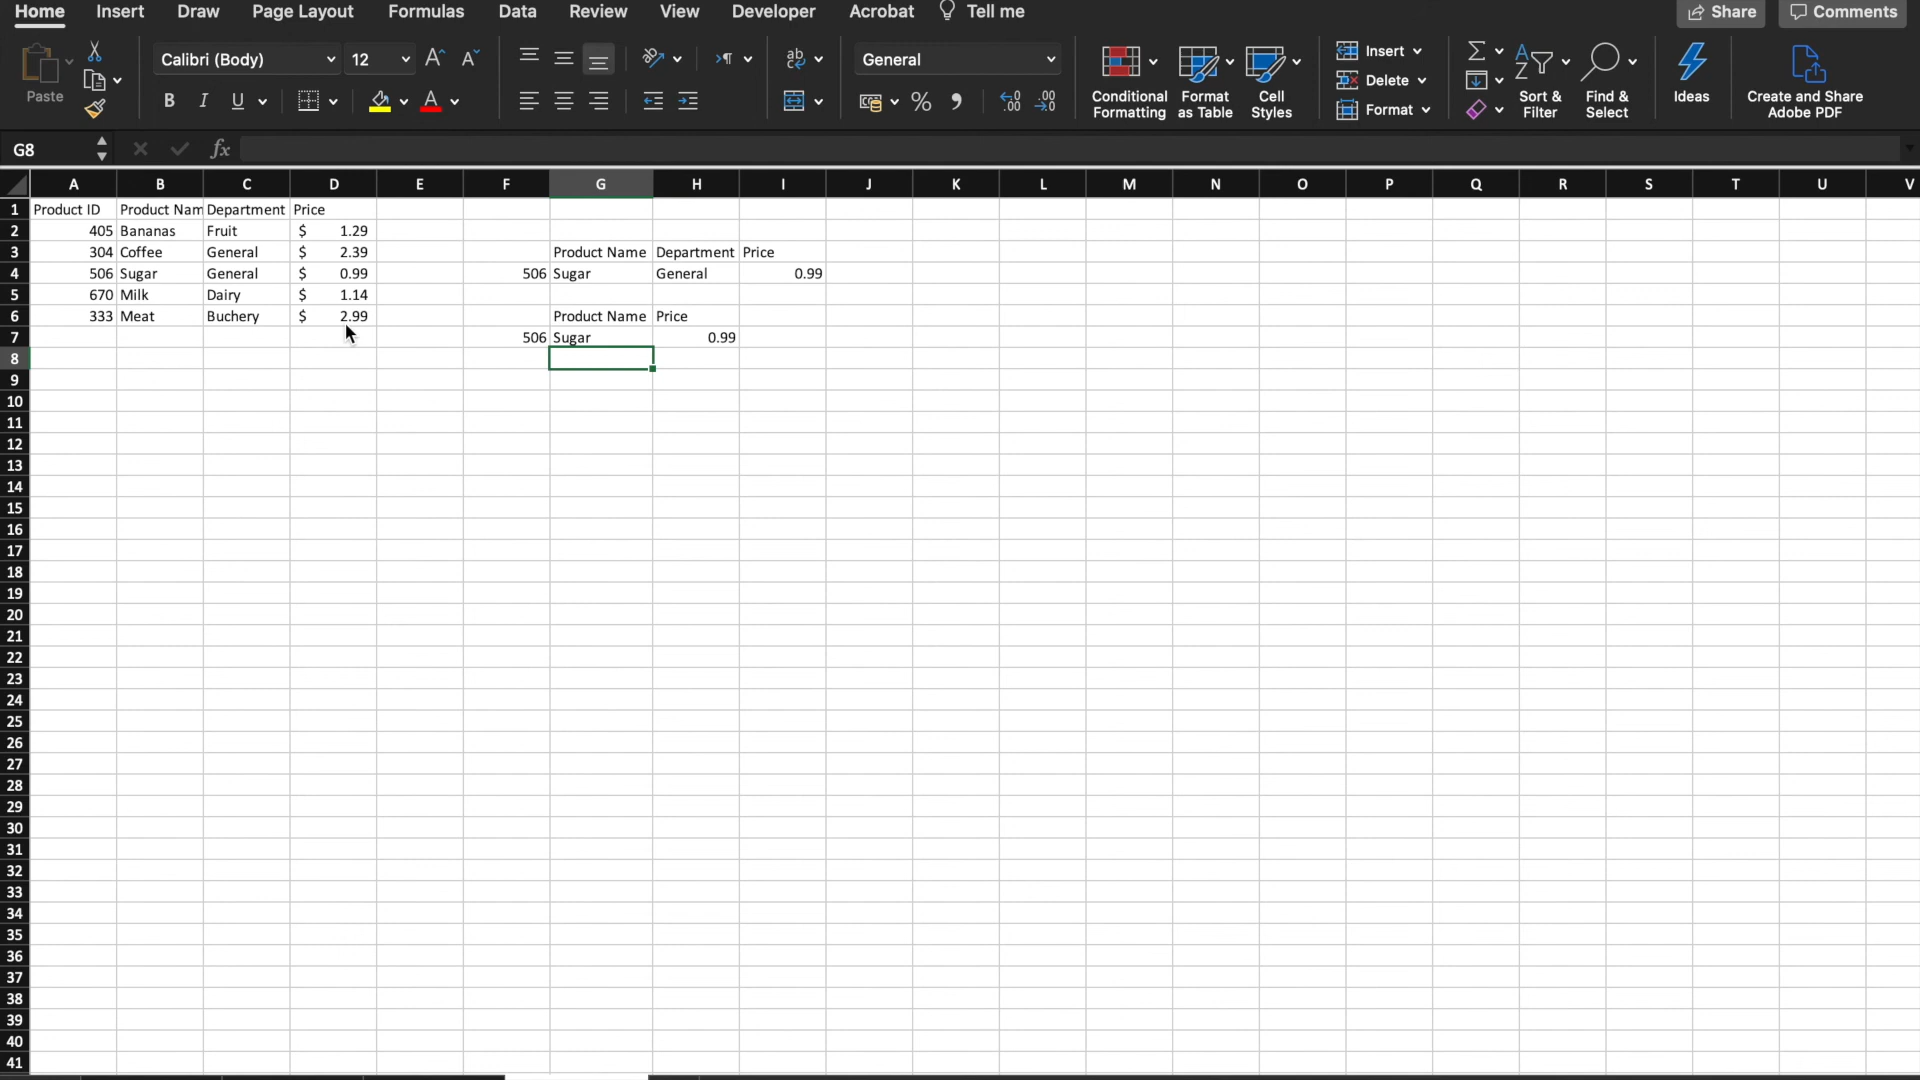 Home Insert Draw Page Layout Formulas Data Review View Developer Acrobat Tell me Share Comments
Paste Calibri (Body) 12 A A ab General Conditional Formatting Format as Table Cell Styles Insert Delete Format Sort & Filter Find & Select Ideas Create and Share Adobe PDF
B I U A % 9 .00 .00
G8 fx
A B C D E F G H I J K L M N O P Q R S T U V
1 Product ID Product Nam Department Price
2 405 Bananas Fruit $ 1.29
3 304 Coffee General $ 2.39 Product Name Department Price
4 506 Sugar General $ 0.99 506 Sugar General 0.99
5 670 Milk Dairy $ 1.14
6 333 Meat Buchery $ 2.99 Product Name Price
7 506 Sugar 0.99
8
9
10
11
12
13
14
15
16
17
18
19
20
21
22
23
24
25
26
27
28
29
30
31
32
33
34
35
36
37
38
39
40
41